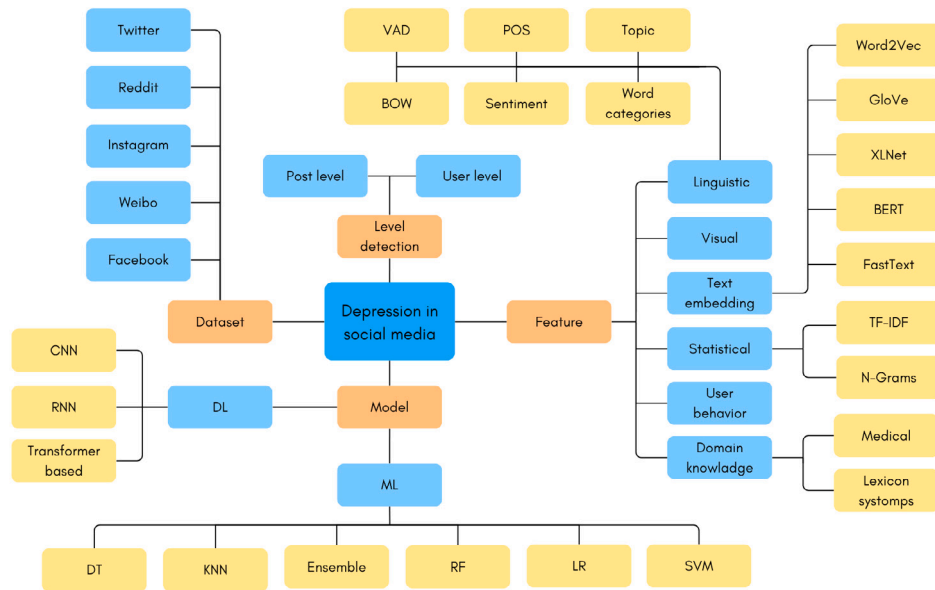 Twitter
Reddit
Instagram
Weibo
Facebook
Dataset
VAD
POS
Topic
BOW
Sentiment
Word
categories
Post level
User level
Level
detection
Depression in
social media
Feature
Linguistic
Visual
Text
embedding
Statistical
User
behavior
Domain
knowladge
Word2Vec
GloVe
XLNet
BERT
FastText
TF-IDF
N-Grams
Medical
Lexicon
systomps
CNN
RNN
Transformer
based
DL
Model
ML
DT
KNN
Ensemble
RF
LR
SVM